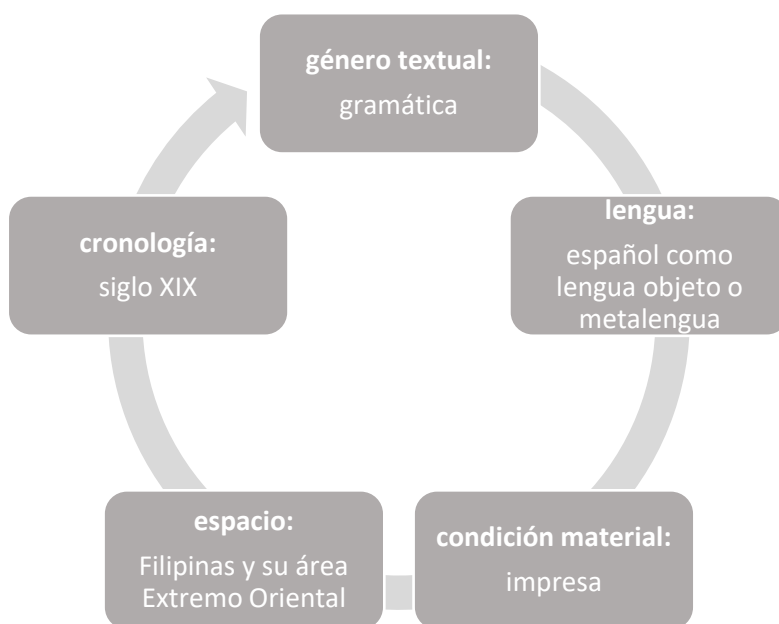 género textual:
gramática
lengua:
español como
lengua objeto o
metalengua
condición material:
impresa
espacio:
Filipinas y su área
Extremo Oriental
cronología:
siglo XIX